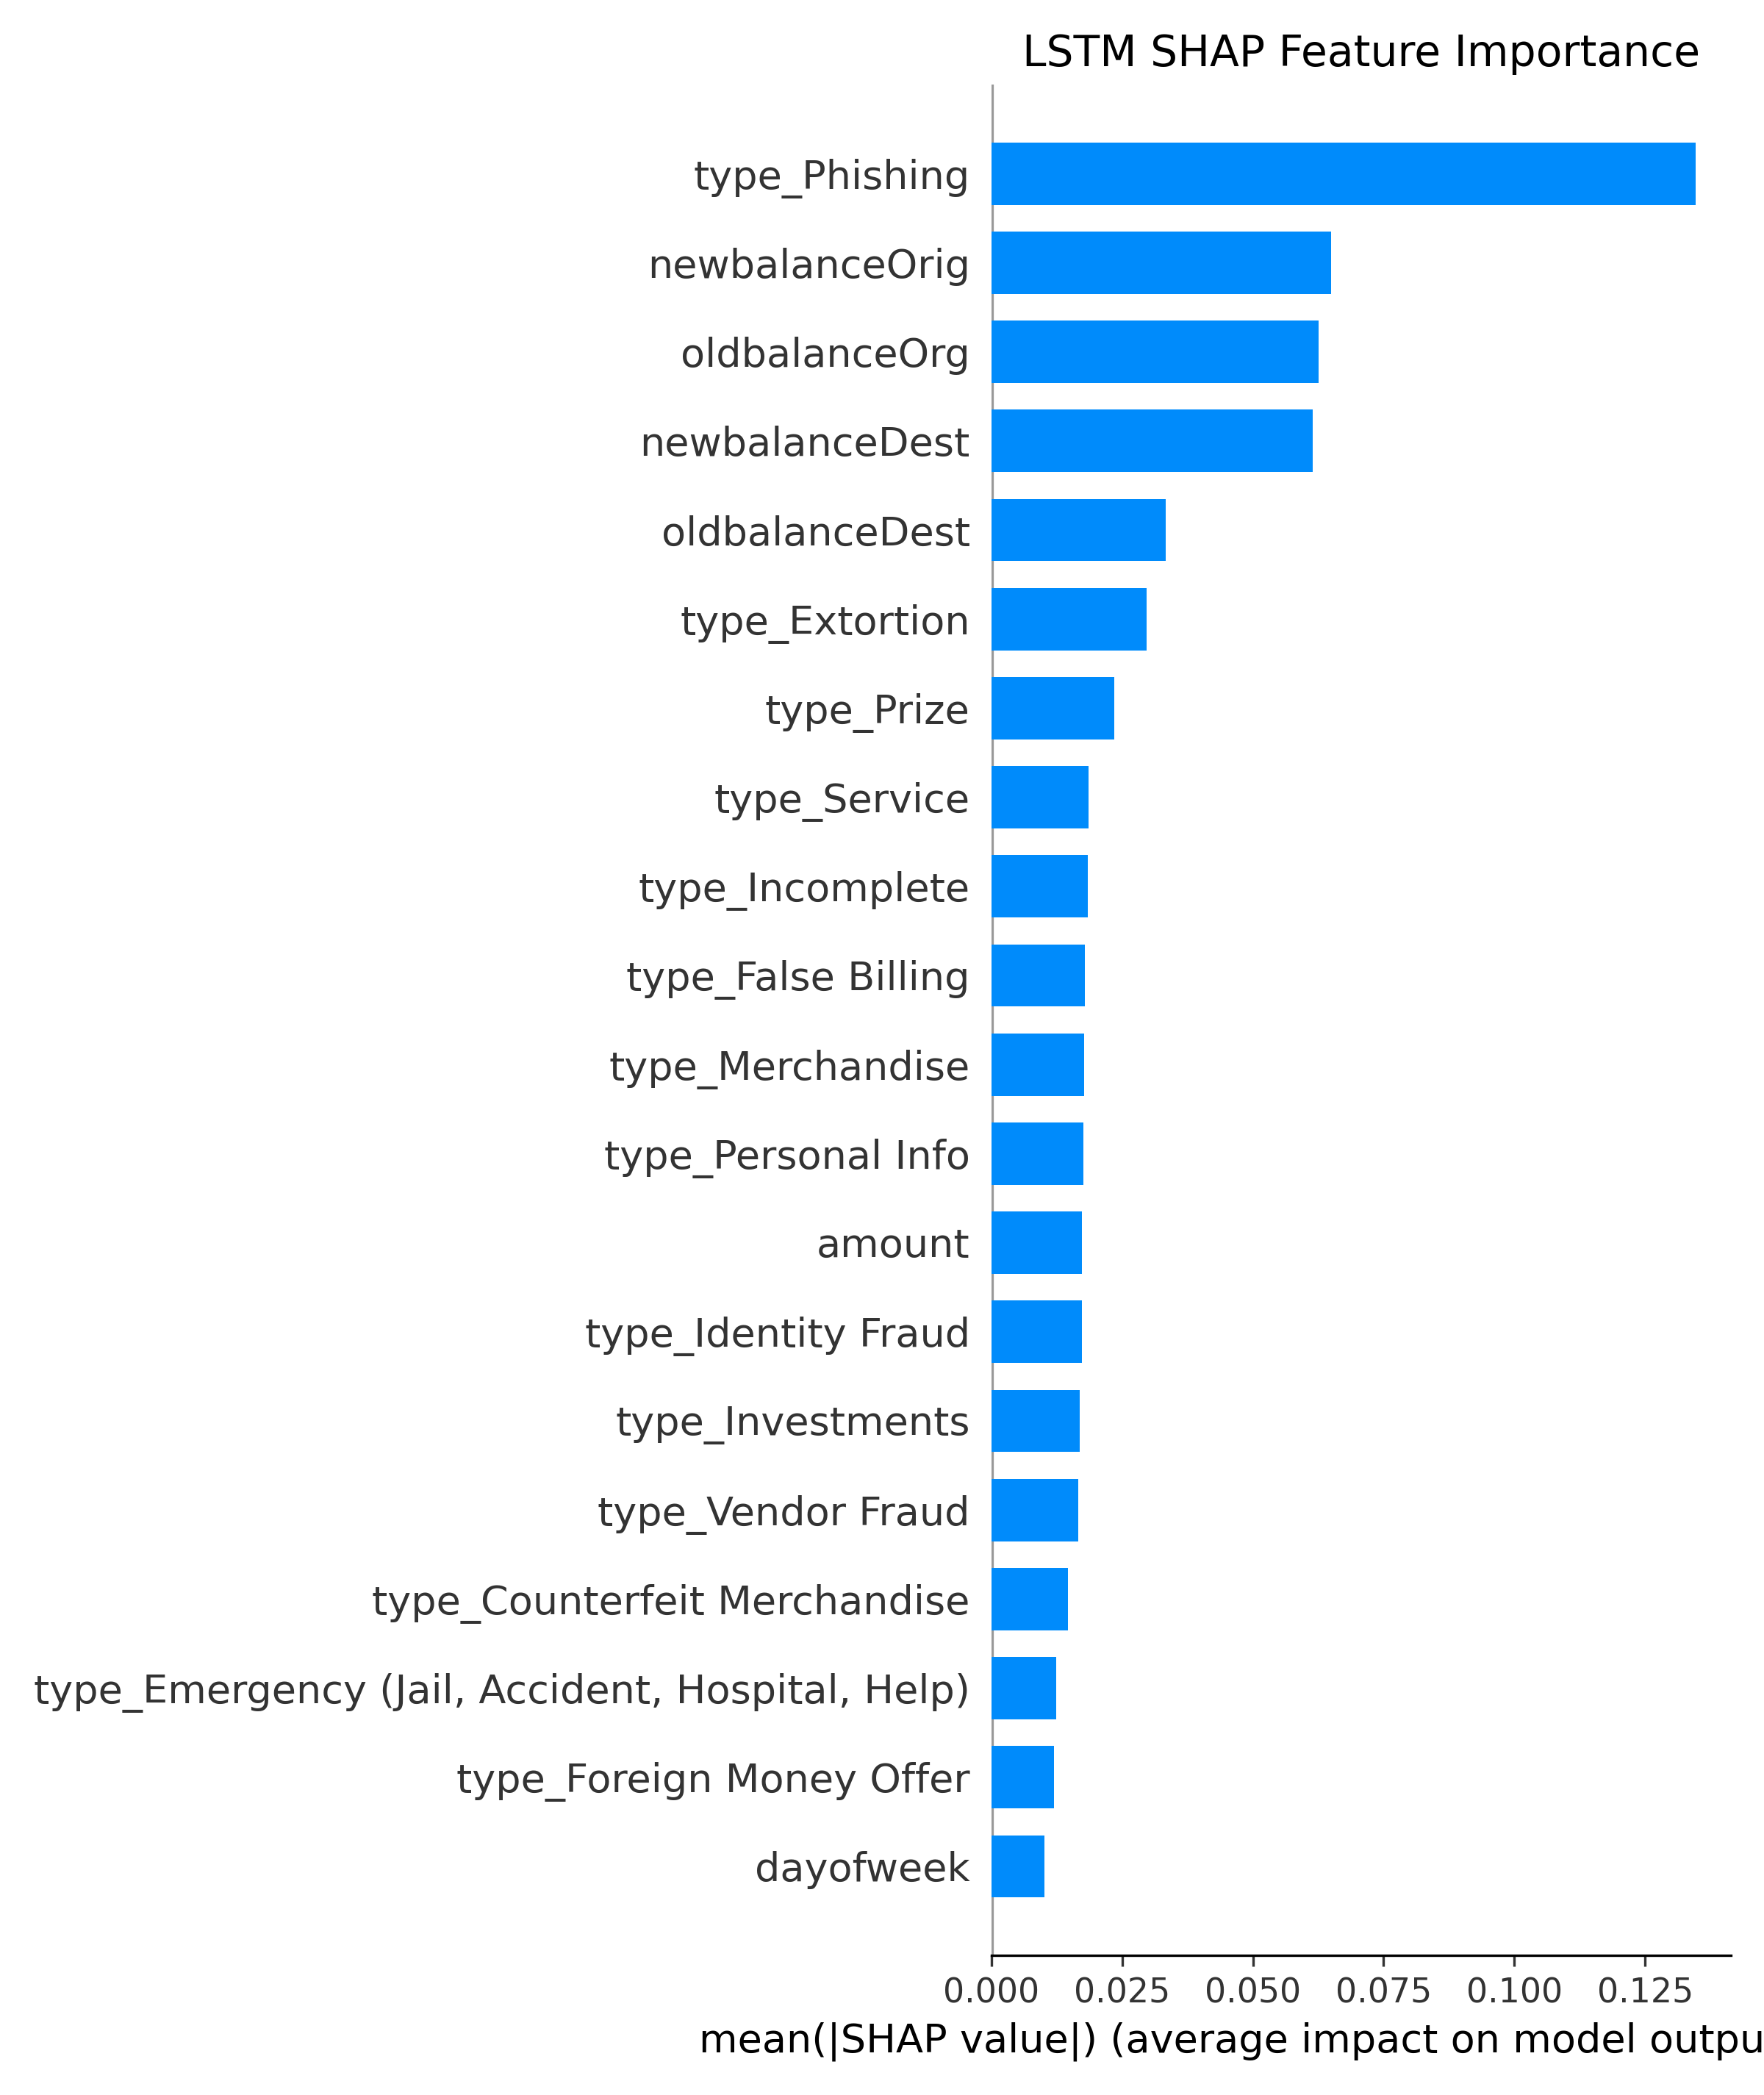 LSTM SHAP Feature Importance
type_Phishing
newbalanceOrig
oldbalanceOrg
newbalanceDest
oldbalanceDest
type_Extortion
type_Prize
type_Service
type_Incomplete
type_False Billing
type_Merchandise
type_Personal Info
amount
type_Identity Fraud
type_Investments
type_Vendor Fraud
type_Counterfeit Merchandise
type_Emergency (Jail, Accident, Hospital, Help)
type_Foreign Money Offer
dayofweek
0.000 0.025 0.050 0.075 0.100 0.125
mean(|SHAP value|) (average impact on model outpu